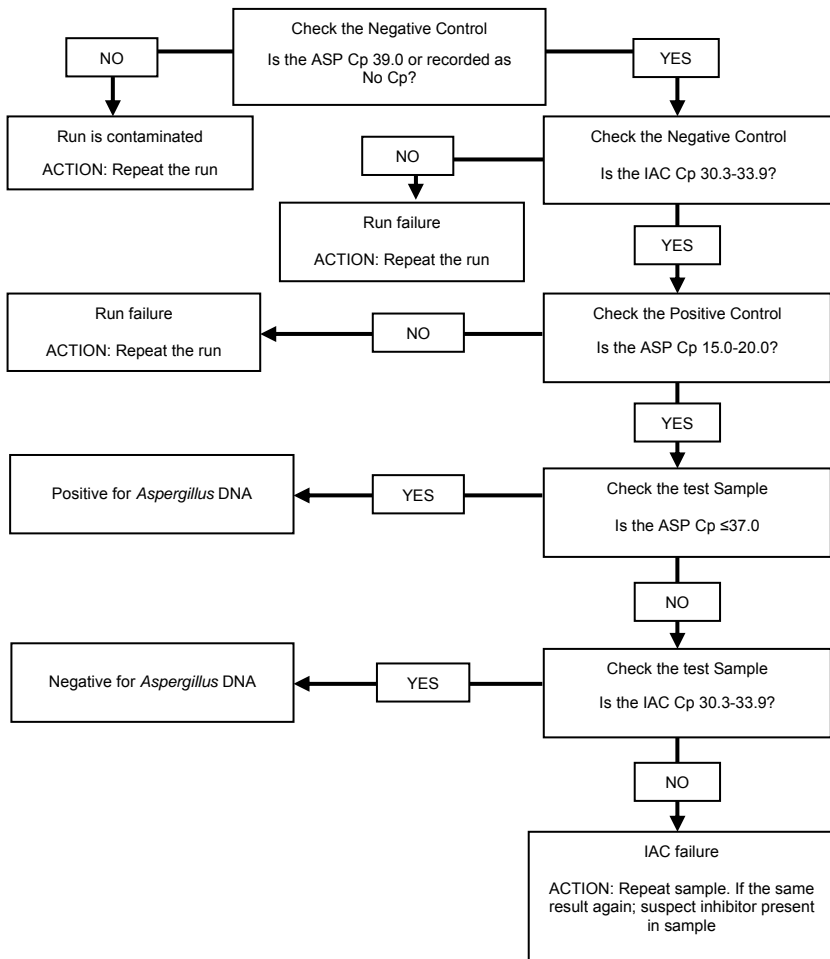 Check the Negative Control
Is the ASP Cp 39.0 or recorded as
No Cp?
NO
YES
Run is contaminated
ACTION: Repeat the run
Check the Negative Control
Is the IAC Cp 30.3-33.9?
NO
Run failure
ACTION: Repeat the run
YES
Run failure
ACTION: Repeat the run
NO
Check the Positive Control
Is the ASP Cp 15.0-20.0?
YES
Positive for Aspergillus DNA
YES
Check the test Sample
Is the ASP Cp ≤37.0
NO
Negative for Aspergillus DNA
YES
Check the test Sample
Is the IAC Cp 30.3-33.9?
NO
IAC failure
ACTION: Repeat sample. If the same
result again; suspect inhibitor present
in sample